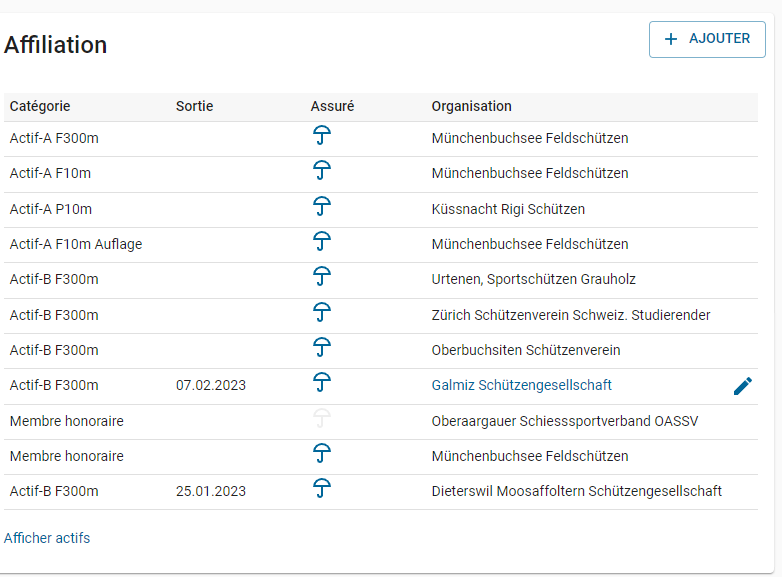 Affiliation
+ AJOUTER
Catégorie Sortie Assuré Organisation
Actif-A F300m Münchenbuchsee Feldschützen
Actif-A F10m Münchenbuchsee Feldschützen
Actif-A P10m Küssnacht Rigi Schützen
Actif-A F10m Auflage Münchenbuchsee Feldschützen
Actif-B F300m Urtenen, Sportschützen Grauholz
Actif-B F300m Zürich Schützenverein Schweiz. Studierender
Actif-B F300m Oberbuchsiten Schützenverein
Actif-B F300m 07.02.2023 Galmiz Schützengesellschaft
Membre honoraire Oberaargauer Schiesssportverband OASSV
Membre honoraire Münchenbuchsee Feldschützen
Actif-B F300m 25.01.2023 Dieterswil Moosaffoltern Schützengesellschaft
Afficher actifs